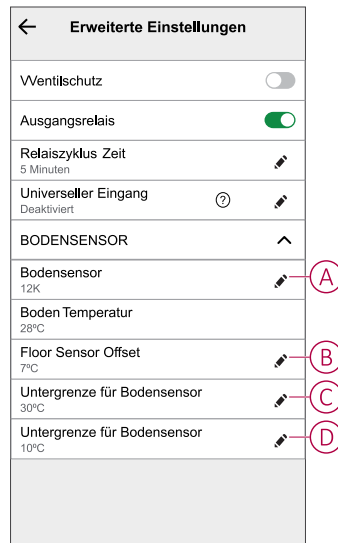 Erweiterte Einstellungen
Ventilschutz
Ausgangsrelais
Relaiszyklus Zeit
5 Minuten
Universeller Eingang
?
Deaktiviert
BODENSENSOR
Bodensensor
12K
A
Boden Temperatur
28ºC
Floor Sensor Offset
7ºC
B
Untergrenze für Bodensensor
30ºC
C
Untergrenze für Bodensensor
10ºC
D